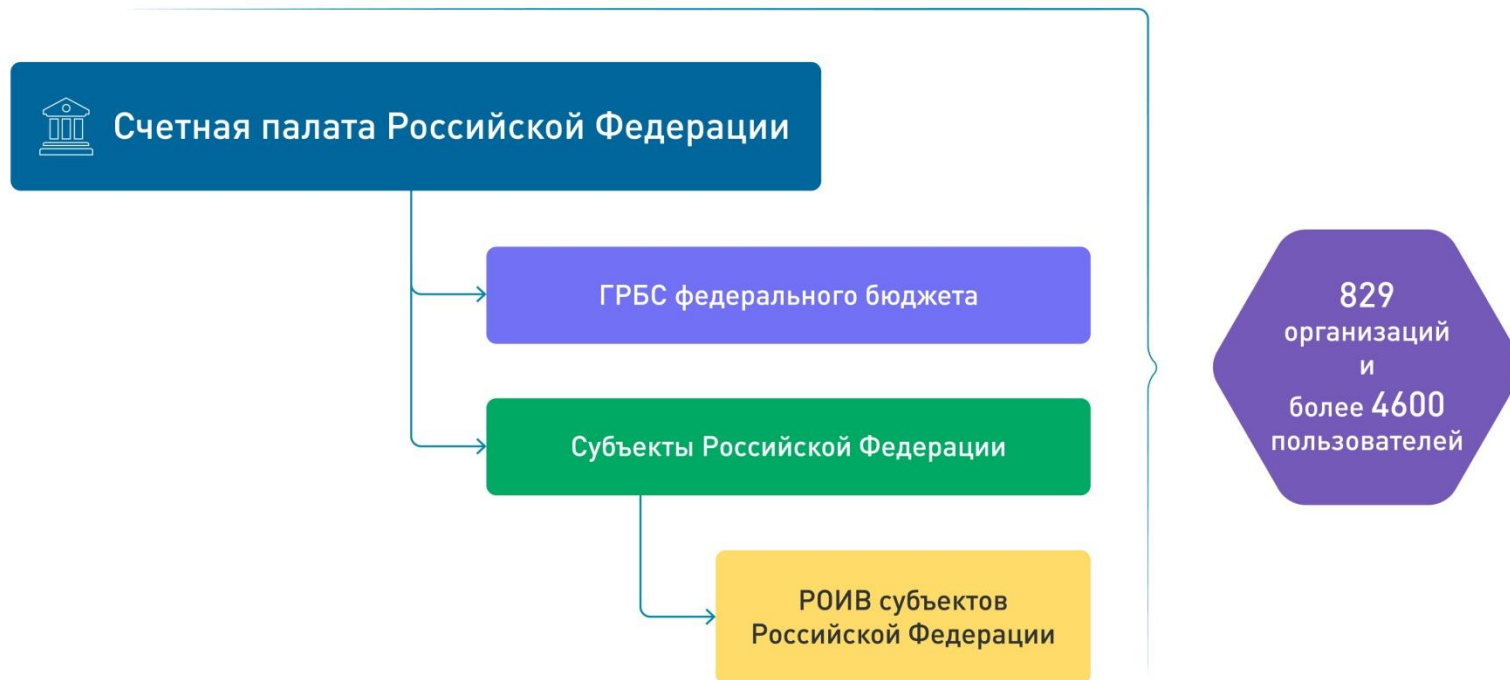 Счетная палата Российской Федерации
ГРБС федерального бюджета
Субъекты Российской Федерации
РОИВ субъектов
Российской Федерации
829
организаций
и
более 4600
пользователей